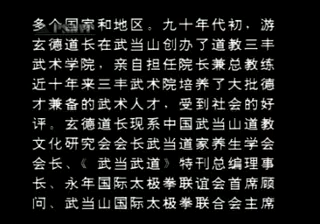 多个国家和地区。九十年代初，游
玄德道长在武当山创办了道教三丰
武术学院，亲自担任院长兼总教练
近十年来三丰武术院培养了大批德
才兼备的武术人才，受到社会的好
评。玄德道长现系中国武当山道教
文化研究会会长武当道家养生学会
会长、《武当武道》特刊总编理事
长、永年国际太极拳联谊会首席顾
问、武当山国际太极拳联合会主席